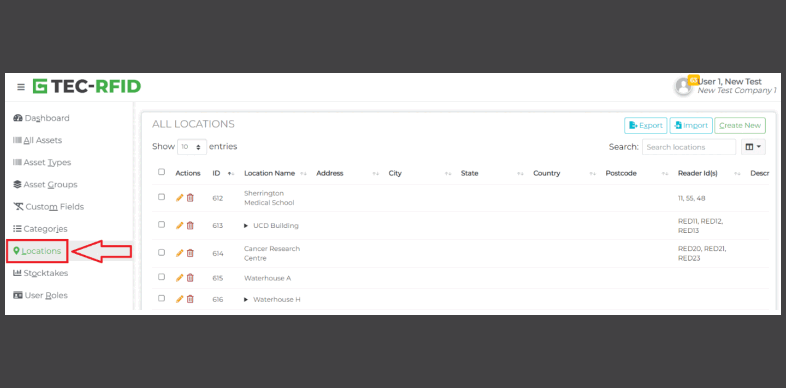 TEC-RFID
63
User 1, New Test
New Test Company 1
Dashboard
All Assets
Asset Types
Asset Groups
Custom Fields
Categories
Locations
Stocktakes
User Roles
ALL LOCATIONS
Export Import Create New
Show 10 entries
Search: Search locations
Actions ID Location Name Address City State Country Postcode Reader Id(s) Descr
612 Sherrington
Medical School 11, 55, 48
613 UCD Building RED11, RED12,
RED13
614 Cancer Research
Centre RED20, RED21,
RED23
615 Waterhouse A
616 Waterhouse H